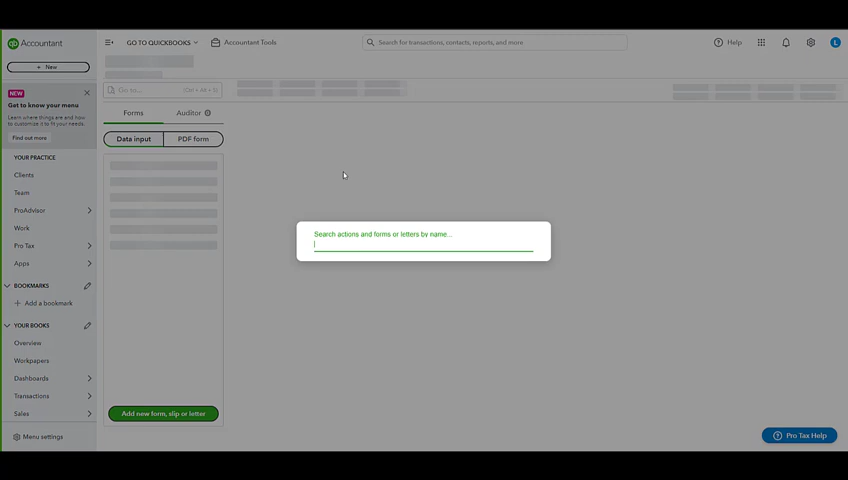 qb Accountant
GO TO QUICKBOOKS
Accountant Tools
Search for transactions, contacts, reports, and more
Help
L
+ New
NEW
Get to know your menu
Learn where things are and how to customize it to fit your needs.
Find out more
YOUR PRACTICE
Clients
Team
ProAdvisor
Work
Pro Tax
Apps
BOOKMARKS
+ Add a bookmark
YOUR BOOKS
Overview
Workpapers
Dashboards
Transactions
Sales
Menu settings
Go to... (Ctrl + Alt + S)
Forms
Auditor
Data input
PDF form
Add new form, slip or letter
Search actions and forms or letters by name...
Pro Tax Help